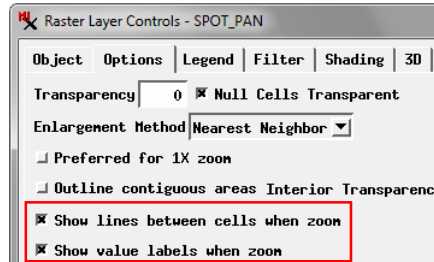 Raster Layer Controls - SPOT_PAN
Object Options Legend Filter Shading 3D
Transparency 0 Null Cells Transparent
Enlargement Method Nearest Neighbor
Preferred for 1X zoom
Outline contiguous areas Interior Transparenc
Show lines between cells when zoom
Show value labels when zoom